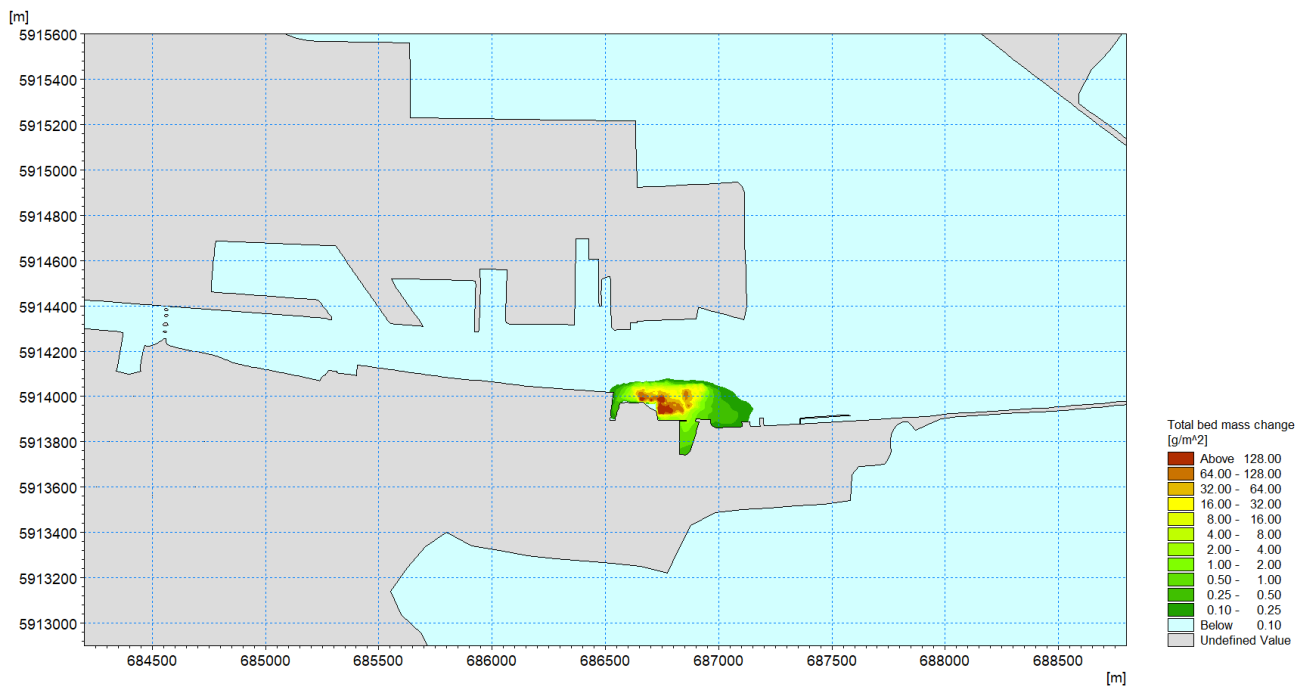 [m]
5915600
5915400
5915200
5915000
5914800
5914600
5914400
5914200
5914000
5913800
5913600
5913400
5913200
5913000
684500 685000 685500 686000 686500 687000 687500 688000 688500
[m]
Total bed mass change
[g/m^2]
Above 128.00
64.00 - 128.00
32.00 - 64.00
16.00 - 32.00
8.00 - 16.00
4.00 - 8.00
2.00 - 4.00
1.00 - 2.00
0.50 - 1.00
0.25 - 0.50
0.10 - 0.25
Below 0.10
Undefined Value